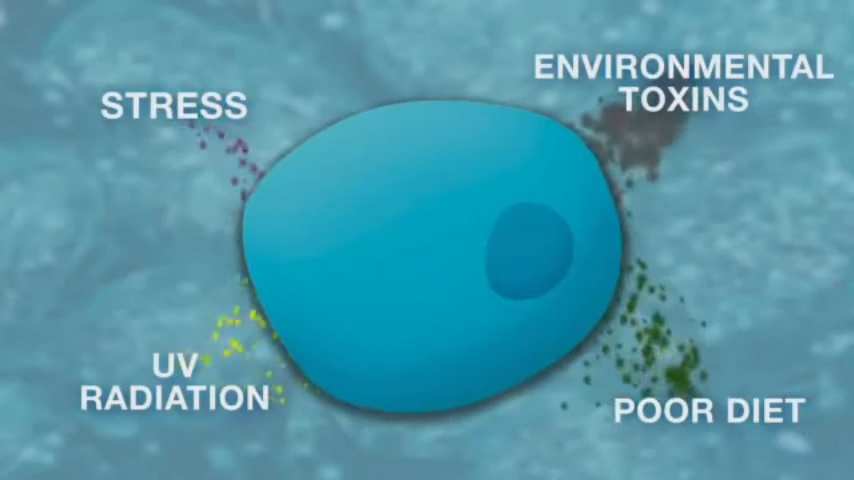 STRESS
ENVIRONMENTAL
TOXINS
UV
RADIATION
POOR DIET